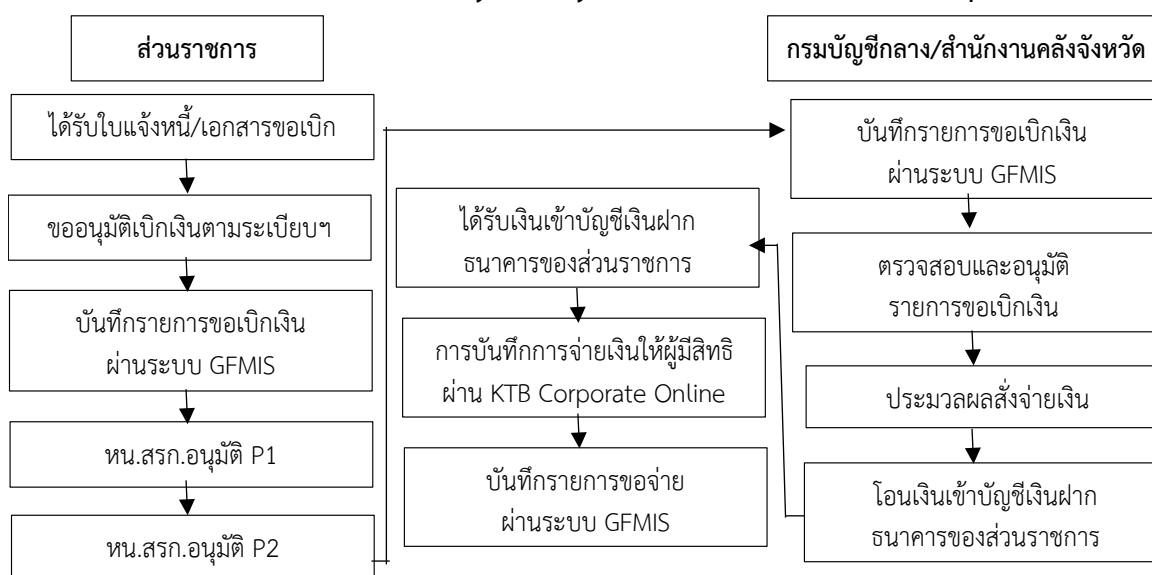 ส่วนราชการ
ได้รับใบแจ้งหนี้/เอกสารขอเบิก
ขออนุมัติเบิกเงินตามระเบียบฯ
บันทึกรายการขอเบิกเงิน
ผ่านระบบ GFMIS
หน.สรก.อนุมัติ P1
หน.สรก.อนุมัติ P2
กรมบัญชีกลาง/สำนักงานคลังจังหวัด
บันทึกรายการขอเบิกเงิน
ผ่านระบบ GFMIS
ตรวจสอบและอนุมัติ
รายการขอเบิกเงิน
ประมวลผลสั่งจ่ายเงิน
โอนเงินเข้าบัญชีเงินฝาก
ธนาคารของส่วนราชการ
ได้รับเงินเข้าบัญชีเงินฝาก
ธนาคารของส่วนราชการ
การบันทึกการจ่ายเงินให้ผู้มีสิทธิ
ผ่าน KTB Corporate Online
บันทึกรายการขอจ่าย
ผ่านระบบ GFMIS